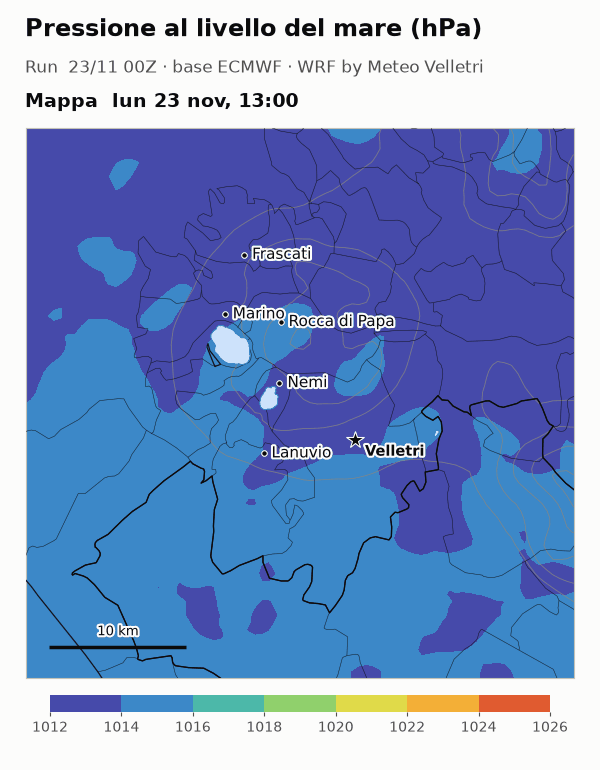 Pressione al livello del mare (hPa)
Run  23/11 00Z · base ECMWF · WRF by Meteo Velletri
Mappa  lun 23 nov, 13:00
Frascati
Marino
Rocca di Papa
Nemi
Velletri
Lanuvio
10 km
1012 1014 1016 1018 1020 1022 1024 1026